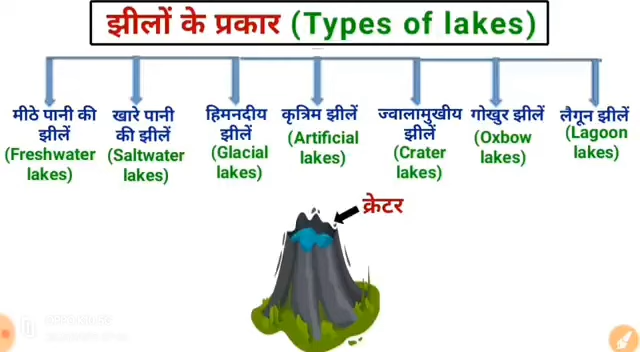 झीलों के प्रकार (Types of lakes)
मीठे पानी की
झीलें
(Freshwater
lakes)
खारे पानी
की झीलें
(Saltwater
lakes)
हिमनदीय
झीलें
(Glacial
lakes)
कृत्रिम झीलें
(Artificial
lakes)
ज्वालामुखीय
झीलें
(Crater
lakes)
गोखुर झीलें
(Oxbow
lakes)
लैगून झीलें
(Lagoon
lakes)
क्रेटर